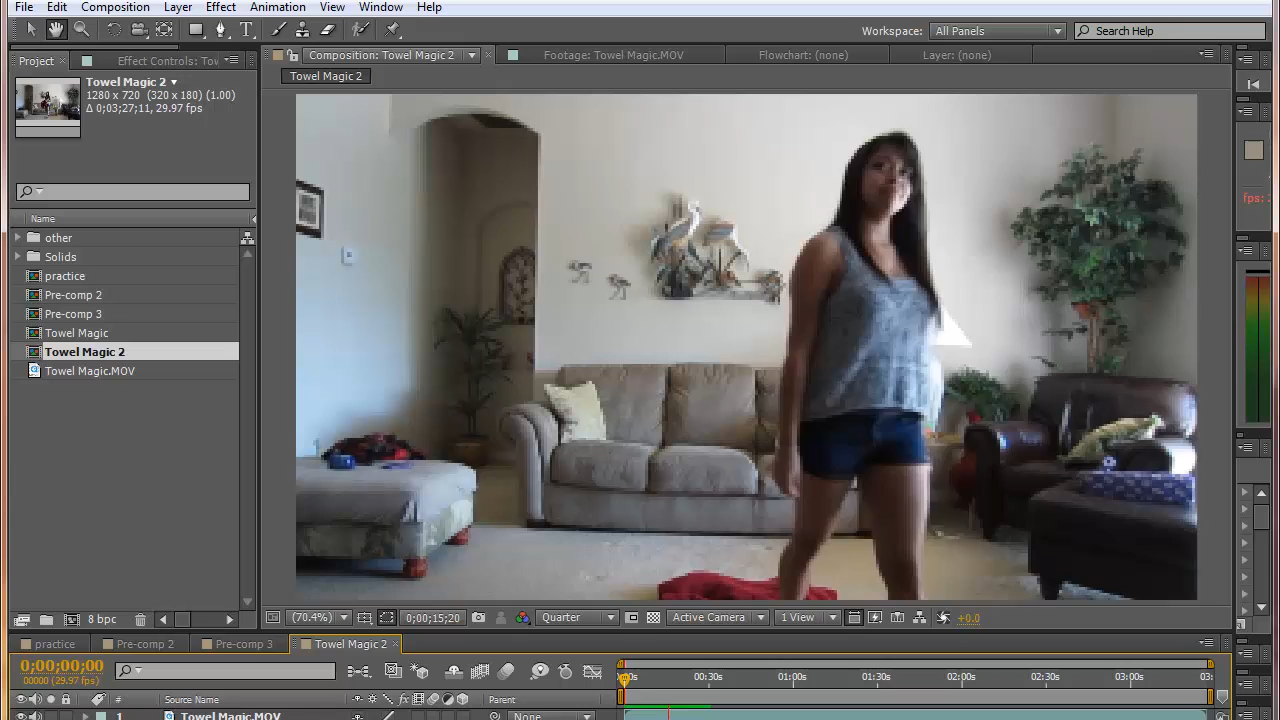 File Edit Composition Layer Effect Animation View Window Help
Workspace: All Panels Search Help
Project Effect Controls: Tow
Composition: Towel Magic 2 Footage: Towel Magic.MOV Flowchart: (none) Layer: (none)
Towel Magic 2
Towel Magic 2
1280 x 720 (320 x 180) (1.00)
Δ 0;03;27;11, 29.97 fps
fps:
Name
other
Solids
practice
Pre-comp 2
Pre-comp 3
Towel Magic
Towel Magic 2
Towel Magic.MOV
8 bpc
(70.4%) 0;00;15;20 Quarter Active Camera 1 View +0.0
practice Pre-comp 2 Pre-comp 3 Towel Magic 2
0;00;00;00
00000 (29.97 fps)
00:30s 01:00s 01:30s 02:00s 02:30s 03:00s 03:
# Source Name Parent
1 Towel Magic.MOV None